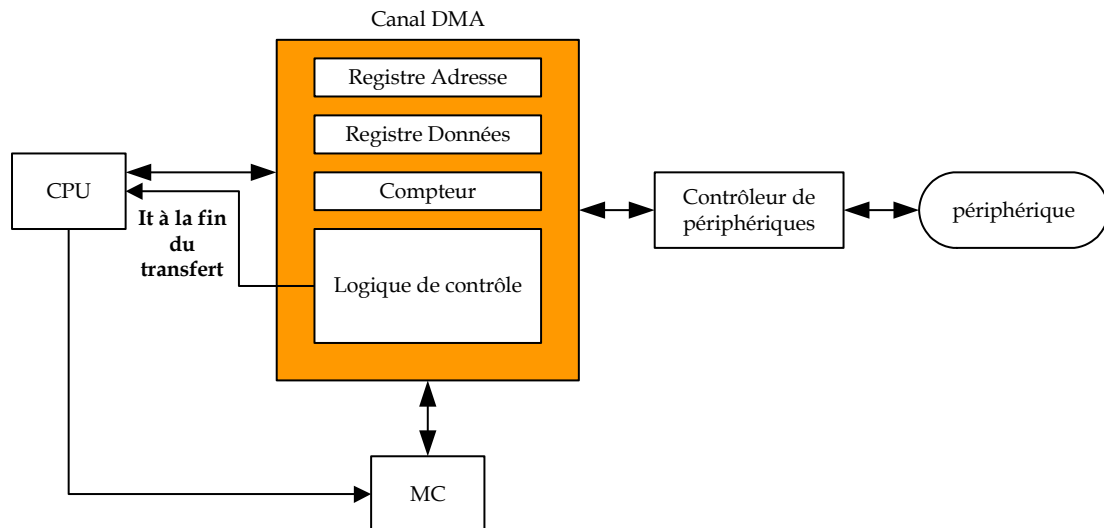 Canal DMA
Registre Adresse
Registre Données
Compteur
Logique de contrôle
CPU
It à la fin
du
transfert
Contrôleur de
périphériques
périphérique
MC